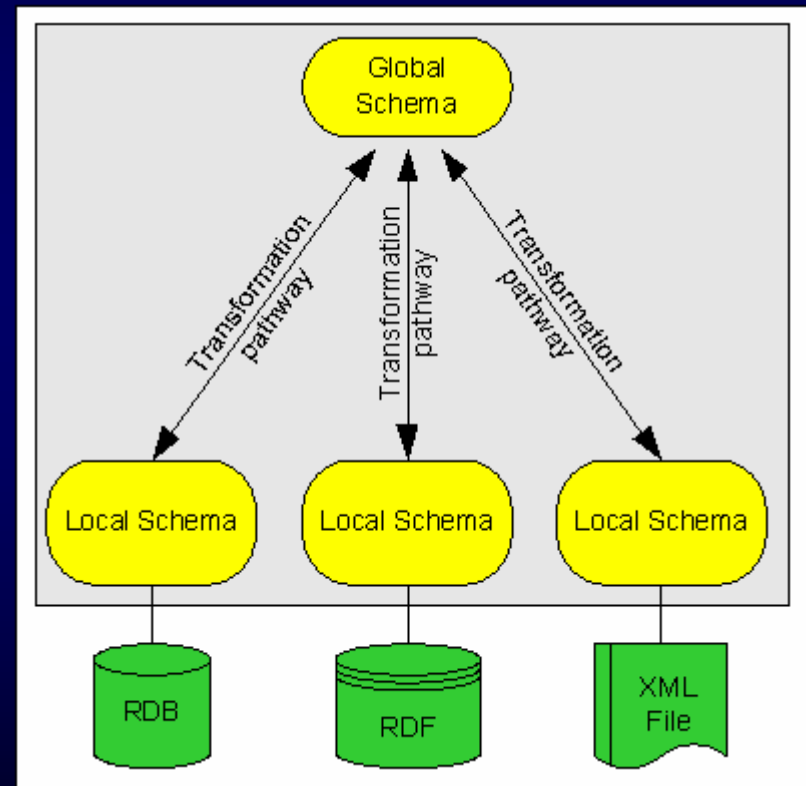 Global
Schema
Transformation
pathway
Transformation
pathway
Transformation
pathway
Local Schema
Local Schema
Local Schema
RDB
RDF
XML
File